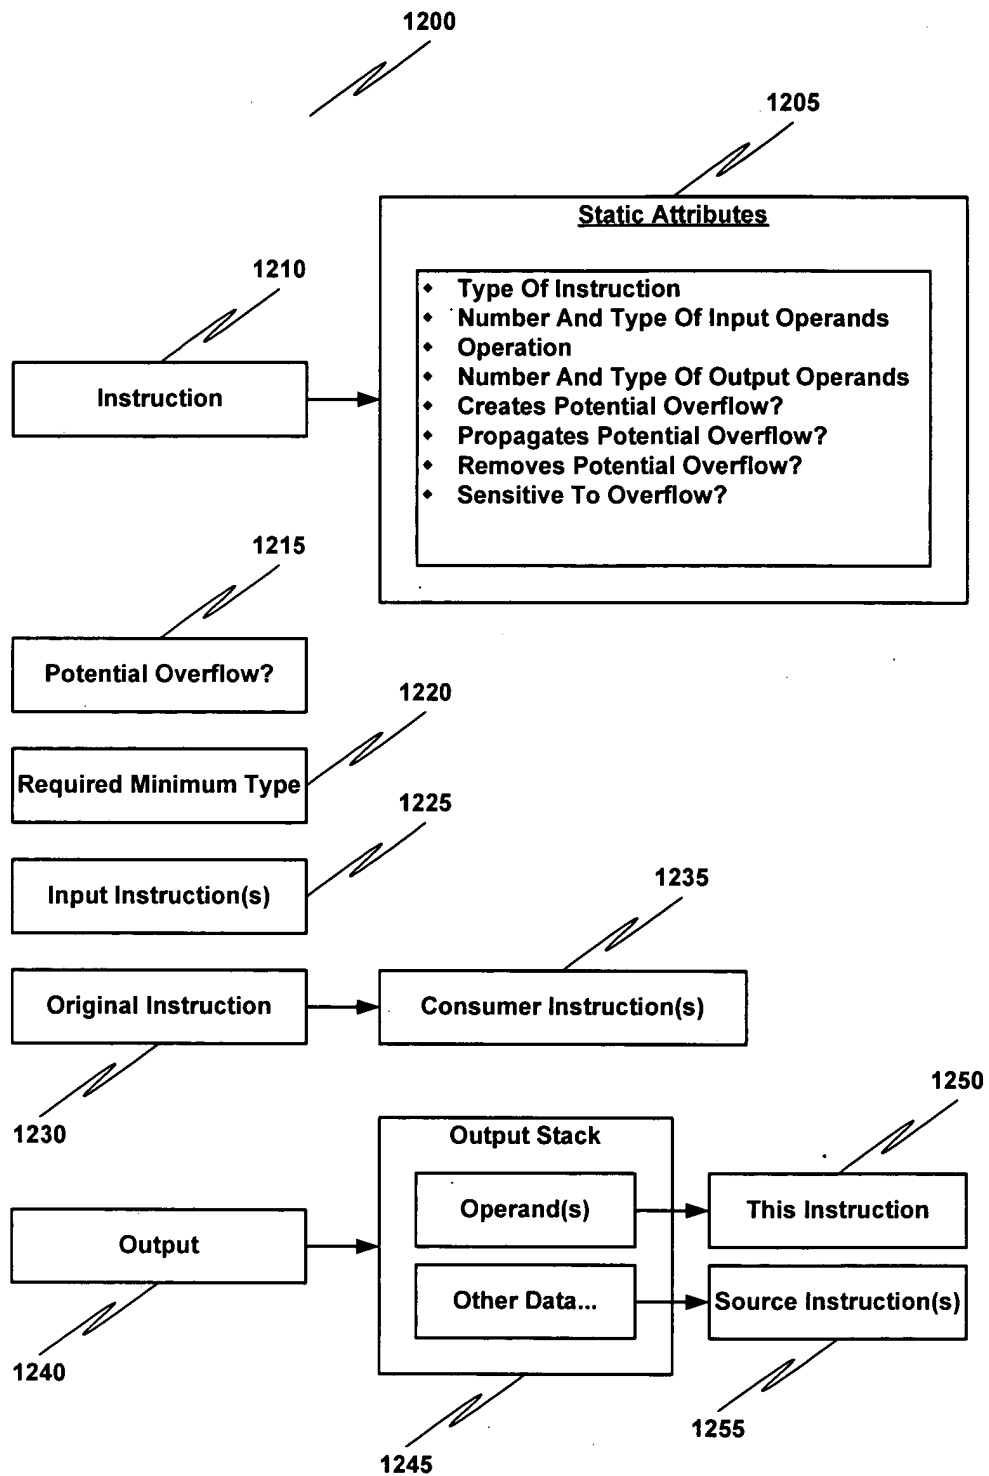 1200
1205
Static Attributes
1210
Type Of Instruction
Number And Type Of Input Operands
Operation
Instruction
Number And Type Of Output Operands
Creates Potential Overflow?
Propagates Potential Overflow?
Removes Potential Overflow?
Sensitive To Overflow?
1215
Potential Overflow?
1220
Required Minimum Type
1225
Input Instruction(s)
1235
Original Instruction
Consumer Instruction(s)
1230
1250
Output Stack
Operand(s)
This Instruction
Output
Other Data...
Source Instruction(s)
1240
1255
1245